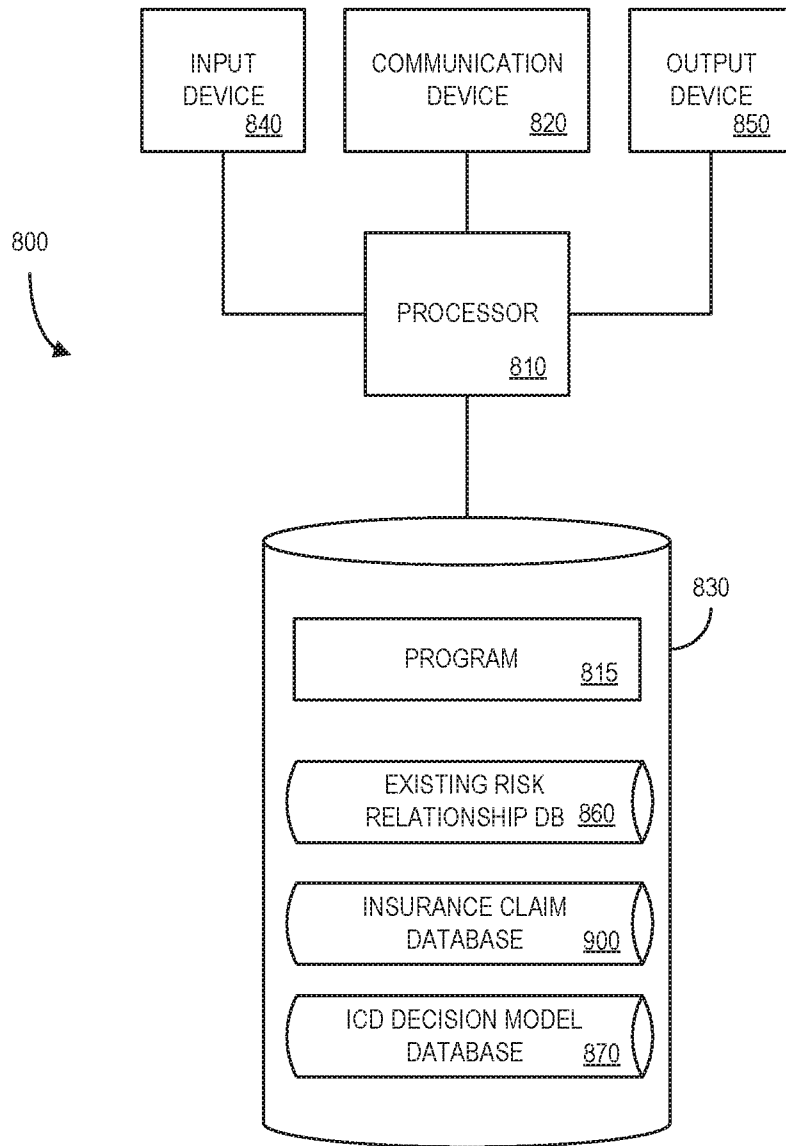 INPUT
DEVICE
840
COMMUNICATION
DEVICE
820
OUTPUT
DEVICE
850
800
PROCESSOR
810
830
PROGRAM
815
EXISTING RISK
RELATIONSHIP DB 860
INSURANCE CLAIM
DATABASE 900
ICD DECISION MODEL
DATABASE 870